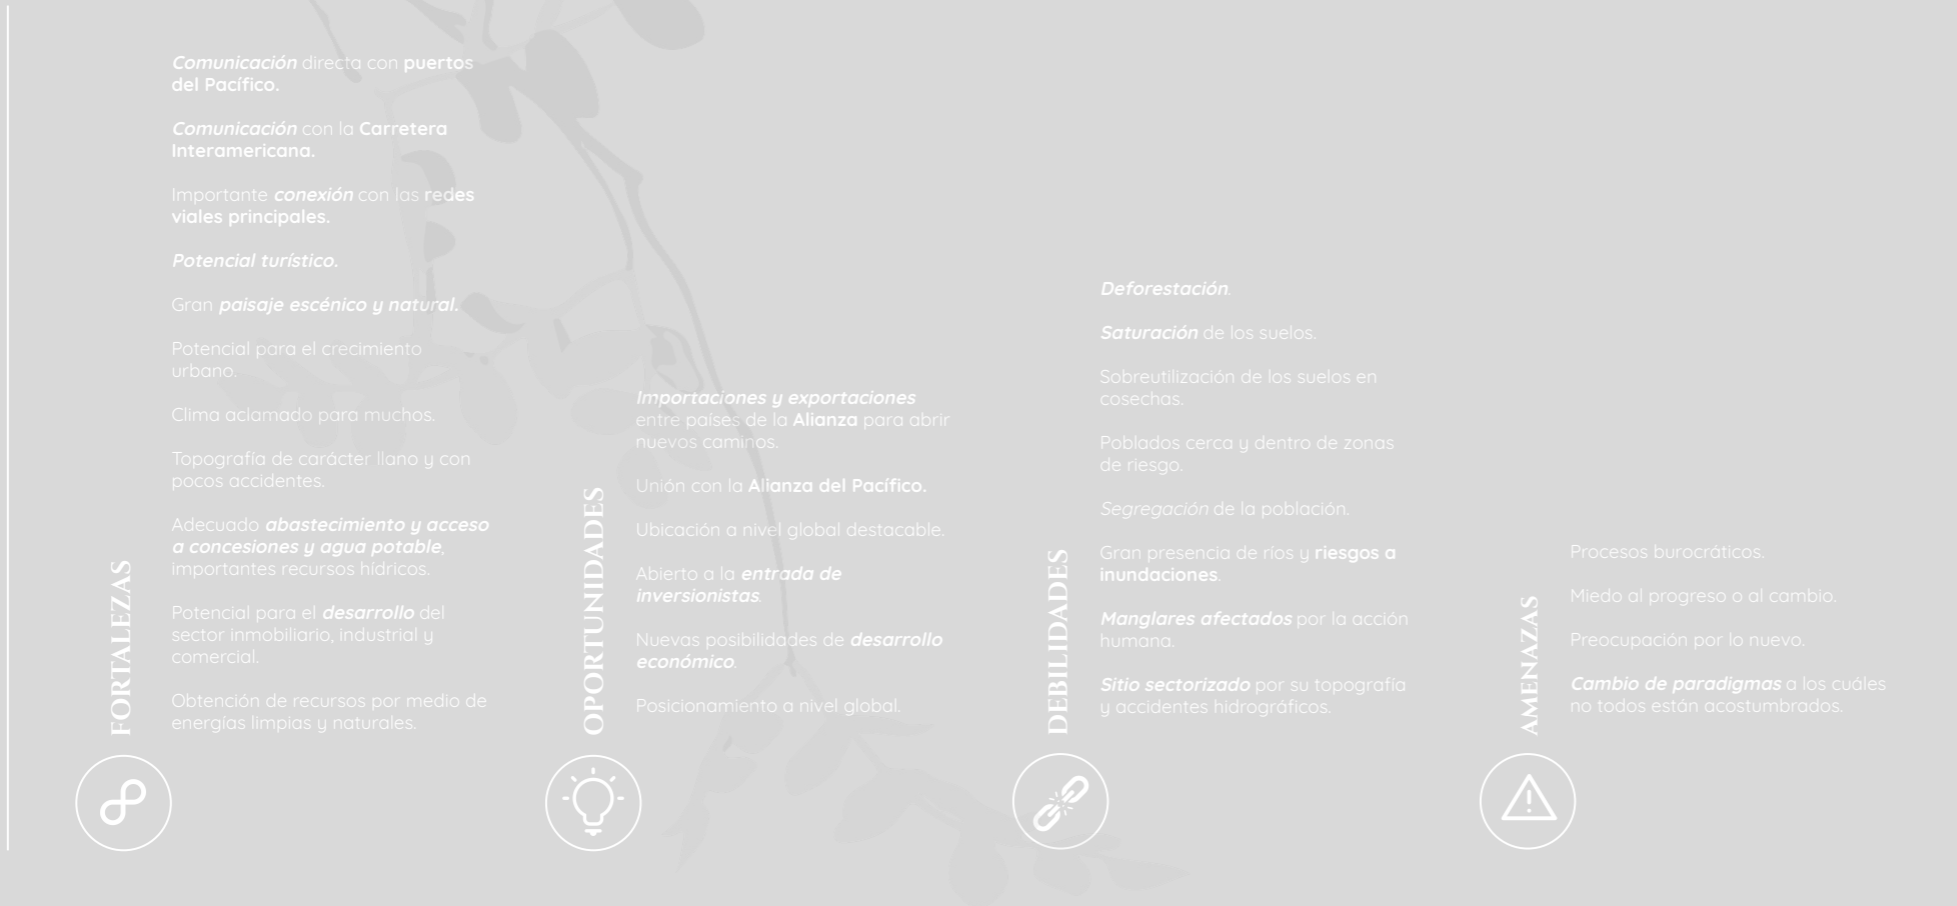 FORTALEZAS
Comunicación directa con puertos
del Pacífico.
Comunicación con la Carretera
Interamericana.
Importante conexión con las redes
viales principales.
Potencial turístico.
Gran paisaje escénico y natural.
Potencial para el crecimiento
urbano.
Clima aclamado para muchos.
Topografía de carácter llano y con
pocos accidentes.
Adecuado abastecimiento y acceso
a concesiones y agua potable,
importantes recursos hídricos.
Potencial para el desarrollo del
sector inmobiliario, industrial y
comercial.
Obtención de recursos por medio de
energías limpias y naturales.
OPORTUNIDADES
Importaciones y exportaciones
entre países de la Alianza para abrir
nuevos caminos.
Unión con la Alianza del Pacífico.
Ubicación a nivel global destacable.
Abierto a la entrada de
inversionistas.
Nuevas posibilidades de desarrollo
económico.
Posicionamiento a nivel global.
DEBILIDADES
Deforestación.
Saturación de los suelos.
Sobreutilización de los suelos en
cosechas.
Poblados cerca y dentro de zonas
de riesgo.
Segregación de la población.
Gran presencia de ríos y riesgos a
inundaciones.
Manglares afectados por la acción
humana.
Sitio sectorizado por su topografía
y accidentes hidrográficos.
AMENAZAS
Procesos burocráticos.
Miedo al progreso o al cambio.
Preocupación por lo nuevo.
Cambio de paradigmas a los cuáles
no todos están acostumbrados.